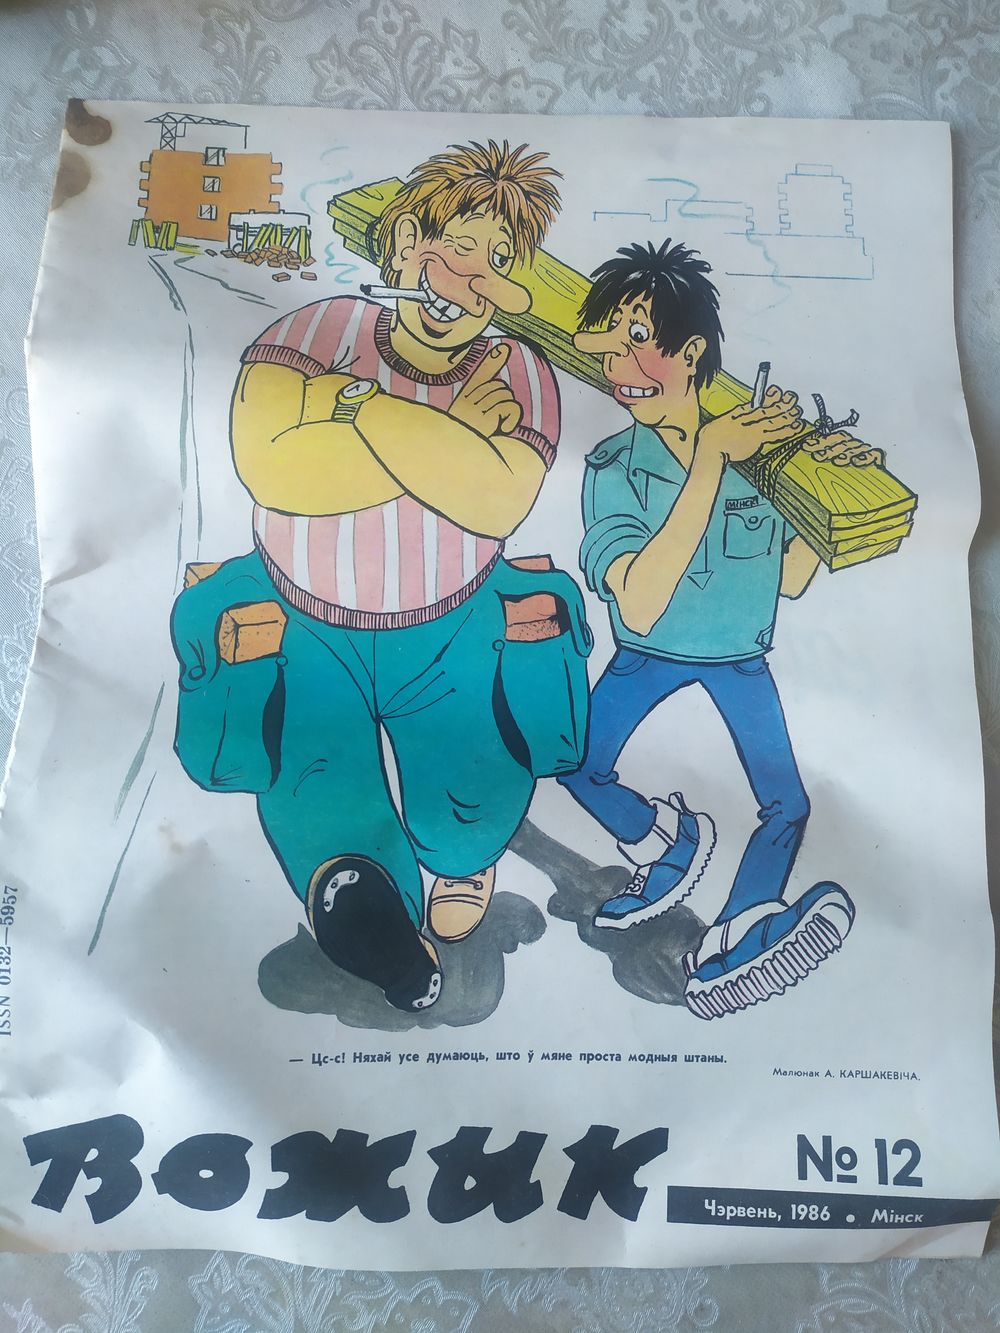 МІНСК
— Цс-с! Няхай усе думаюць, што ў мяне проста модныя штаны.
Малюнак А. КАРШАКЕВІЧА.
ISSN 0132—5957
Вожык
№ 12
Чэрвень, 1986 • Мінск